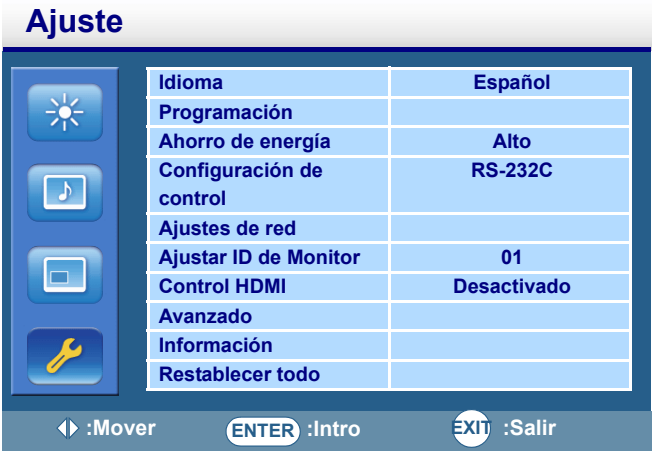 Ajuste
Idioma Español
Programación
Ahorro de energía Alto
Configuración de RS-232C
control
Ajustes de red
Ajustar ID de Monitor 01
Control HDMI Desactivado
Avanzado
Información
Restablecer todo
:Mover ENTER :Intro EXIT :Salir